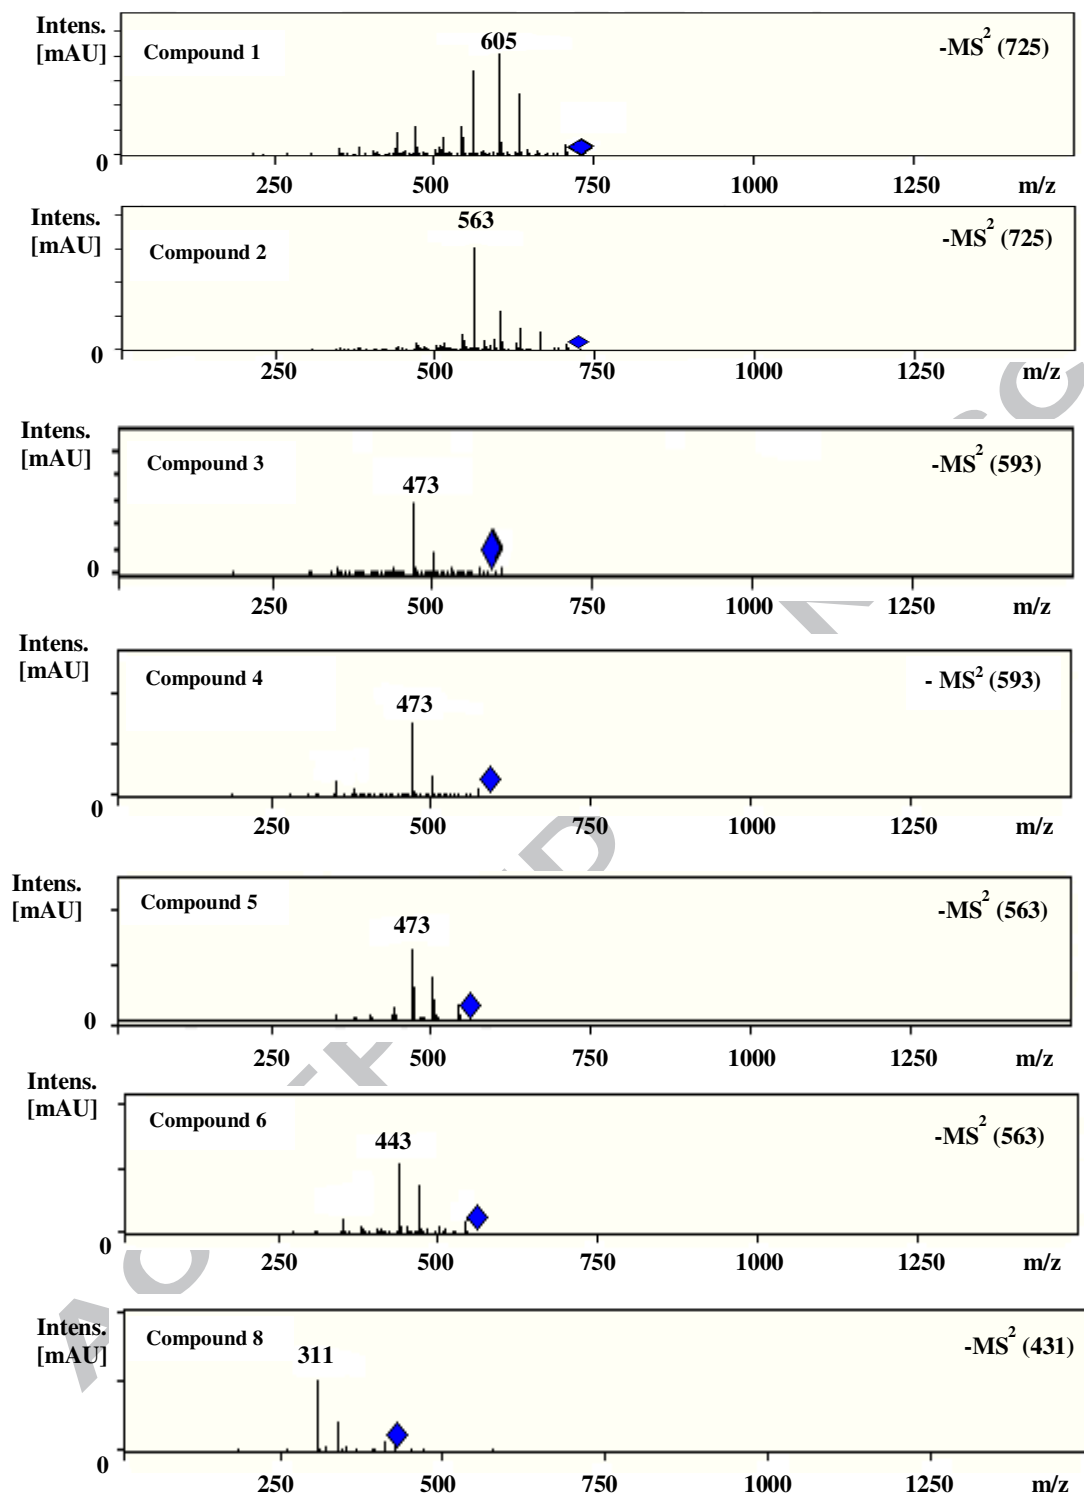 Intens.
[mAU]
Compound 1
605
-MS² (725)
0
250 500 750 1000 1250 m/z
Intens.
[mAU]
Compound 2
563
-MS² (725)
0
250 500 750 1000 1250 m/z
Intens.
[mAU]
Compound 3
473
-MS² (593)
0
250 500 750 1000 1250 m/z
Intens.
[mAU]
Compound 4
473
- MS² (593)
0
250 500 750 1000 1250 m/z
Intens.
[mAU]
Compound 5
473
-MS² (563)
0
250 500 750 1000 1250 m/z
Intens.
[mAU]
Compound 6
443
-MS² (563)
0
250 500 750 1000 1250 m/z
Intens.
[mAU]
Compound 8
311
-MS² (431)
0
250 500 750 1000 1250 m/z